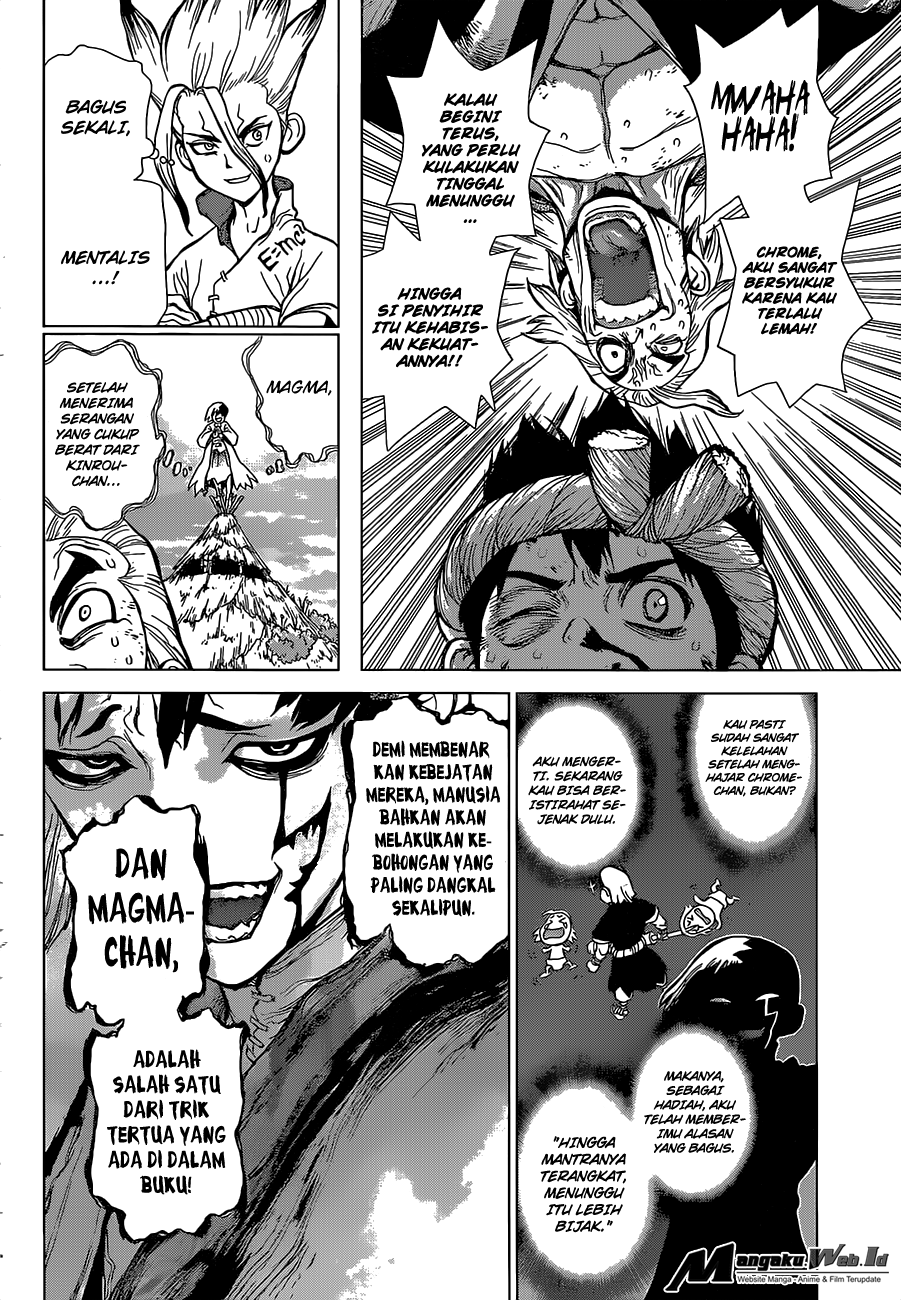 MWAHA
HAHA!
CHROME,
AKU SANGAT
BERSYUKUR
KARENA KAU
TERLALU
LEMAH!
KALAU
BEGINI
TERUS,
YANG PERLU
KULAKUKAN
TINGGAL
MENUNGGU
...
HINGGA
SI PENYIHIR
ITU KEHABIS-
AN KEKUAT-
ANNYA!!
BAGUS
SEKALI,
MENTALIS
...!
E=mc²
MAGMA,
SETELAH
MENERIMA
SERANGAN
YANG CUKUP
BERAT DARI
KINROU-
CHAN...
KAU PASTI
SUDAH SANGAT
KELELAHAN
SETELAH MENG-
HAJAR CHROME-
CHAN, BUKAN?
AKU MENGER-
TI. SEKARANG
KAU BISA BER-
ISTIRAHAT SE-
JENAK DULU.
MAKANYA,
SEBAGAI
HADIAH, AKU
TELAH MEMBER-
IMU ALASAN
YANG BAGUS.
"HINGGA
MANTRANYA
TERANGKAT,
MENUNGGU
ITU LEBIH
BIJAK."
DEMI MEMBENAR
KAN KEBEJATAN
MEREKA, MANUSIA
BAHKAN AKAN
MELAKUKAN KE-
BOHONGAN YANG
PALING DANGKAL
SEKALIPUN.
DAN
MAGMA-
CHAN,
ADALAH
SALAH SATU
DARI TRIK
TERTUA YANG
ADA DI DALAM
BUKU!
Mangaku.Web.Id
Website Manga - Anime & Film Terupdate